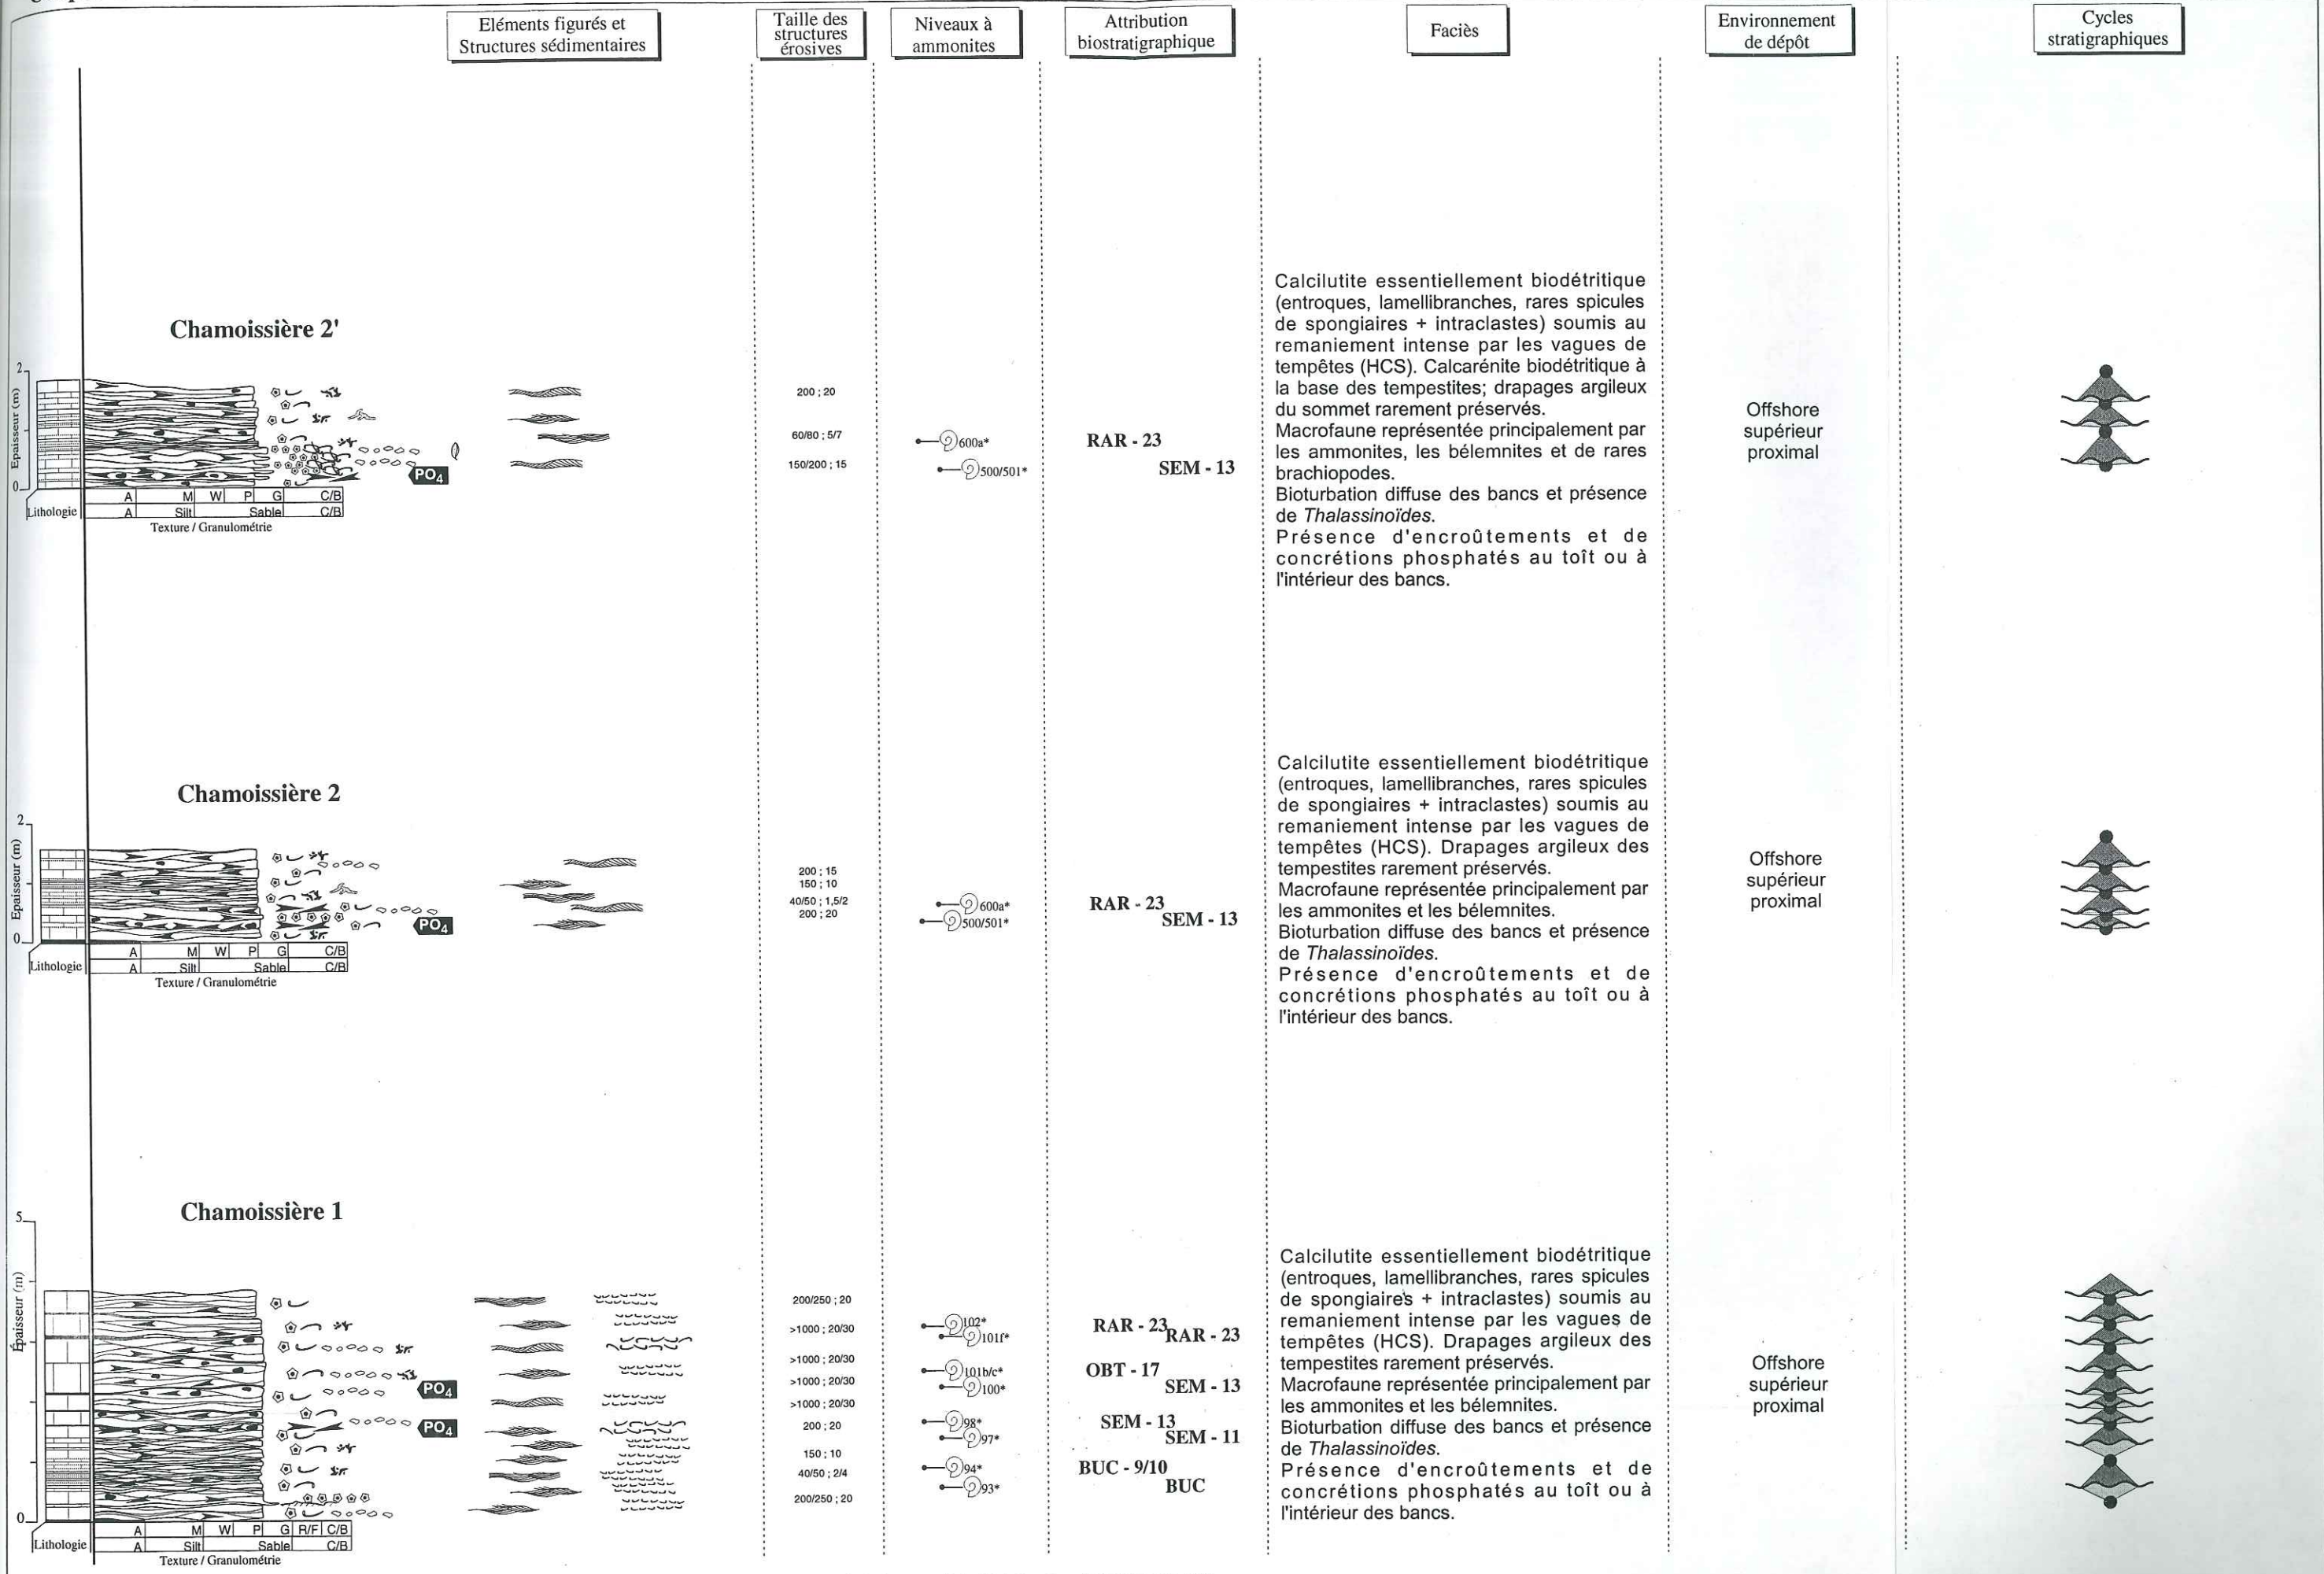 Eléments figurés et
Structures sédimentaires
Taille des
structures
érosives
Niveaux à
ammonites
Attribution
biostratigraphique
Faciès
Environnement
de dépôt
Cycles
stratigraphiques
Chamoissière 2'
2
Epaisseur (m)
0
Lithologie
A M W P G C/B
A Silt Sable C/B
Texture / Granulométrie
PO4
200 ; 20
60/80 ; 5/7
150/200 ; 15
600a*
500/501*
RAR - 23
SEM - 13
Calcilutite essentiellement biodétritique
(entroques, lamellibranches, rares spicules
de spongiaires + intraclastes) soumis au
remaniement intense par les vagues de
tempêtes (HCS). Calcarénite biodétritique à
la base des tempestites; drapages argileux
du sommet rarement préservés.
Macrofaune représentée principalement par
les ammonites, les bélemnites et de rares
brachiopodes.
Bioturbation diffuse des bancs et présence
de Thalassinoïdes.
Présence d'encroûtements et de
concrétions phosphatés au toît ou à
l'intérieur des bancs.
Offshore
supérieur
proximal
Chamoissière 2
2
Epaisseur (m)
0
Lithologie
A M W P G C/B
A Silt Sable C/B
Texture / Granulométrie
PO4
200 ; 15
150 ; 10
40/50 ; 1,5/2
200 ; 20
600a*
500/501*
RAR - 23
SEM - 13
Calcilutite essentiellement biodétritique
(entroques, lamellibranches, rares spicules
de spongiaires + intraclastes) soumis au
remaniement intense par les vagues de
tempêtes (HCS). Drapages argileux des
tempestites rarement préservés.
Macrofaune représentée principalement par
les ammonites et les bélemnites.
Bioturbation diffuse des bancs et présence
de Thalassinoïdes.
Présence d'encroûtements et de
concrétions phosphatés au toît ou à
l'intérieur des bancs.
Offshore
supérieur
proximal
Chamoissière 1
5
Épaisseur (m)
0
Lithologie
A M W P G R/F C/B
A Silt Sable C/B
Texture / Granulométrie
PO4
PO4
200/250 ; 20
>1000 ; 20/30
>1000 ; 20/30
>1000 ; 20/30
>1000 ; 20/30
200 ; 20
150 ; 10
40/50 ; 2/4
200/250 ; 20
102*
101f*
101b/c*
100*
98*
97*
94*
93*
RAR - 23
RAR - 23
OBT - 17
SEM - 13
SEM - 13
SEM - 11
BUC - 9/10
BUC
Calcilutite essentiellement biodétritique
(entroques, lamellibranches, rares spicules
de spongiaires + intraclastes) soumis au
remaniement intense par les vagues de
tempêtes (HCS). Drapages argileux des
tempestites rarement préservés.
Macrofaune représentée principalement par
les ammonites et les bélemnites.
Bioturbation diffuse des bancs et présence
de Thalassinoïdes.
Présence d'encroûtements et de
concrétions phosphatés au toît ou à
l'intérieur des bancs.
Offshore
supérieur
proximal